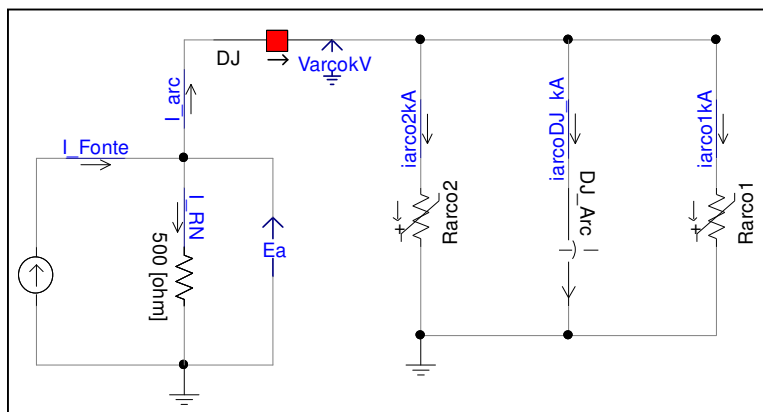 DJ
VarcokV
I_arc
I_Fonte
I_RN
500 [ohm]
Ea
iarco2kA
Rarco2
iarcoDJ_kA
DJ_Arc
iarco1kA
Rarco1
+
+